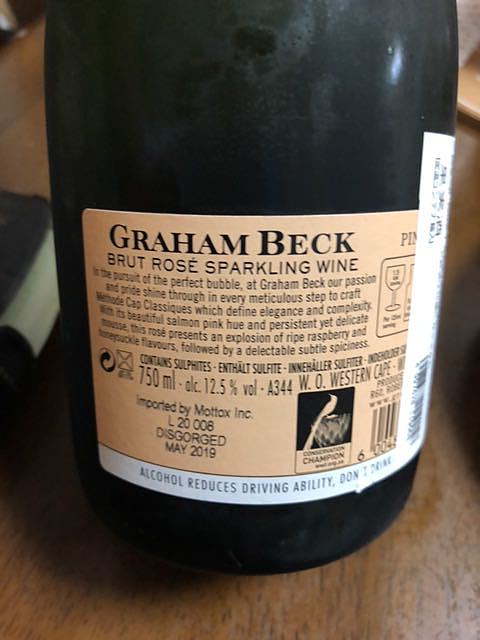 GRAHAM BECK
BRUT ROSÉ SPARKLING WINE
PIN
In the pursuit of the perfect bubble, at Graham Beck our passion
and pride shine through in every meticulous step to craft
Méthode Cap Classiques which define elegance and complexity.
With its beautiful salmon pink hue and persistent yet delicate
mousse, this rosé presents an explosion of ripe raspberry and
honeysuckle flavours, followed by a delectable subtle spiciness.
CONTAINS SULPHITES - ENTHÄLT SULFITE - INNEHÅLLER SULFITER - INDEHOLDER
750 ml - alc. 12.5 % vol - A344 W. O. WESTERN CAPE
Imported by Mottox Inc.
L 20 008
DISGORGED
MAY 2019
CONSERVATION
CHAMPION
ALCOHOL REDUCES DRIVING ABILITY, DON'T DRINK